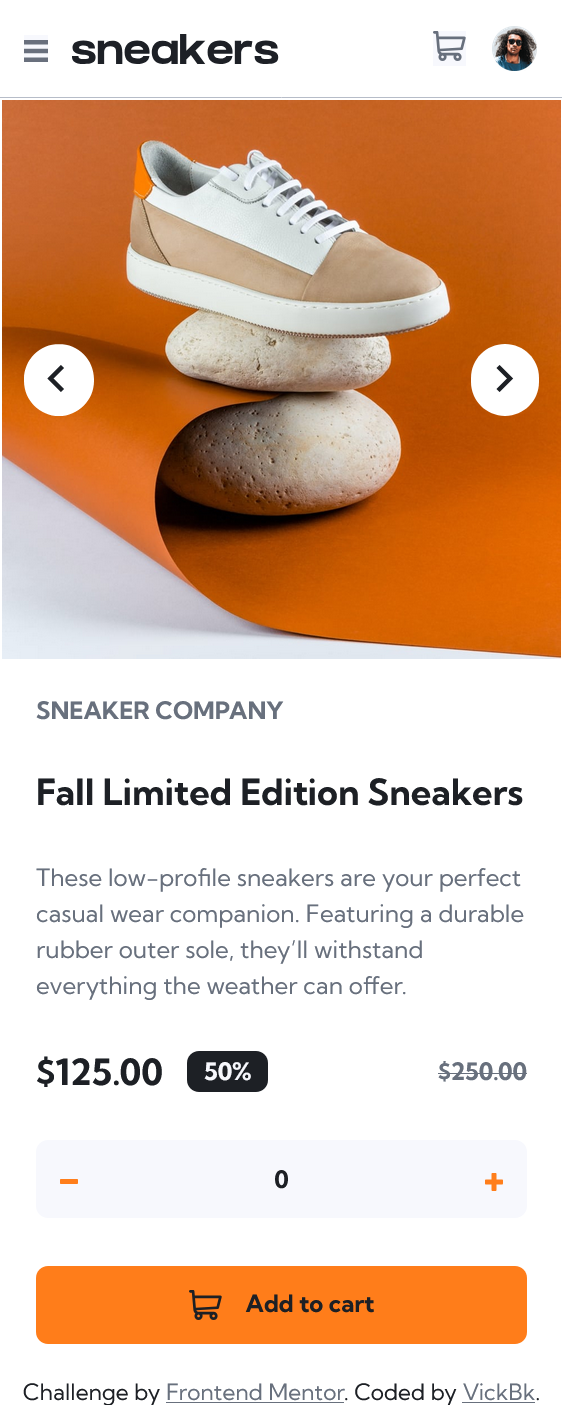 sneakers
SNEAKER COMPANY
Fall Limited Edition Sneakers
These low-profile sneakers are your perfect
casual wear companion. Featuring a durable
rubber outer sole, they’ll withstand
everything the weather can offer.
$125.00 50% $250.00
0
Add to cart
Challenge by Frontend Mentor. Coded by VickBk.